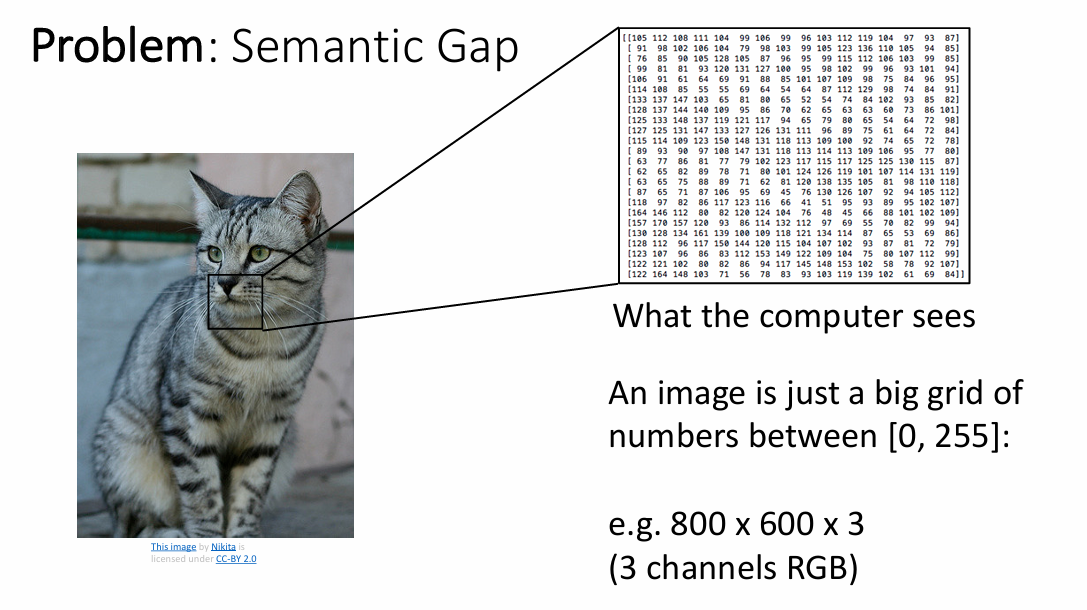 Problem: Semantic Gap
[[105 112 108 111 104 99 106 99 96 103 112 119 104 97 93 87]
[ 91 98 102 106 104 79 98 103 99 105 123 136 110 105 94 85]
[ 76 85 90 105 128 105 87 96 95 99 115 112 106 103 99 85]
[ 99 81 81 93 120 131 127 100 95 98 102 99 96 93 101 94]
[106 91 61 64 69 91 88 85 101 107 109 98 75 84 96 95]
[114 108 85 55 55 69 64 54 64 87 112 129 98 74 84 91]
[133 137 147 103 65 81 80 65 52 54 74 84 102 93 85 82]
[128 137 144 140 109 95 86 70 62 65 63 63 60 73 86 101]
[125 133 148 137 119 121 117 94 65 79 80 65 54 64 72 98]
[127 125 131 147 133 127 126 131 111 96 89 75 61 64 72 84]
[115 114 109 123 150 148 131 118 113 109 100 92 74 65 72 78]
[ 89 93 90 97 108 147 131 118 113 114 113 109 106 95 77 80]
[ 63 77 86 81 77 79 102 123 117 115 117 125 125 130 115 87]
[ 62 65 82 89 78 71 80 101 124 126 119 101 107 114 131 119]
[ 63 65 75 88 89 71 62 81 120 138 135 105 81 98 110 118]
[ 87 65 71 87 106 95 69 45 76 130 126 107 92 94 105 112]
[118 97 82 86 117 123 116 66 41 51 95 93 89 95 102 107]
[164 146 112 80 82 120 124 104 76 48 45 66 88 101 102 109]
[157 170 157 120 93 86 114 132 112 97 69 55 70 82 99 94]
[130 128 134 161 139 100 109 118 121 134 114 87 65 53 69 86]
[128 112 96 117 150 144 120 115 104 107 102 93 87 81 72 79]
[123 107 96 86 83 112 153 149 122 109 104 75 80 107 112 99]
[122 121 102 80 82 86 94 117 145 148 153 102 58 78 92 107]
[122 164 148 103 71 56 78 83 93 103 119 139 102 61 69 84]]
What the computer sees
An image is just a big grid of
numbers between [0, 255]:
e.g. 800 x 600 x 3
(3 channels RGB)
This image by Nikita is
licensed under CC-BY 2.0